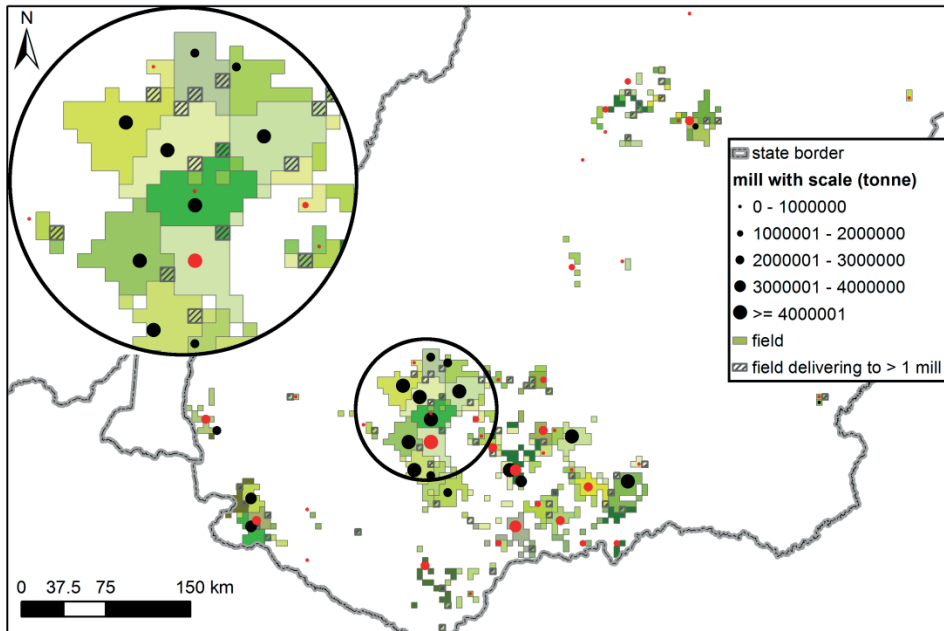 N
state border
mill with scale (tonne)
0 - 1000000
1000001 - 2000000
2000001 - 3000000
3000001 - 4000000
>= 4000001
field
field delivering to > 1 mill
0 37.5 75 150 km